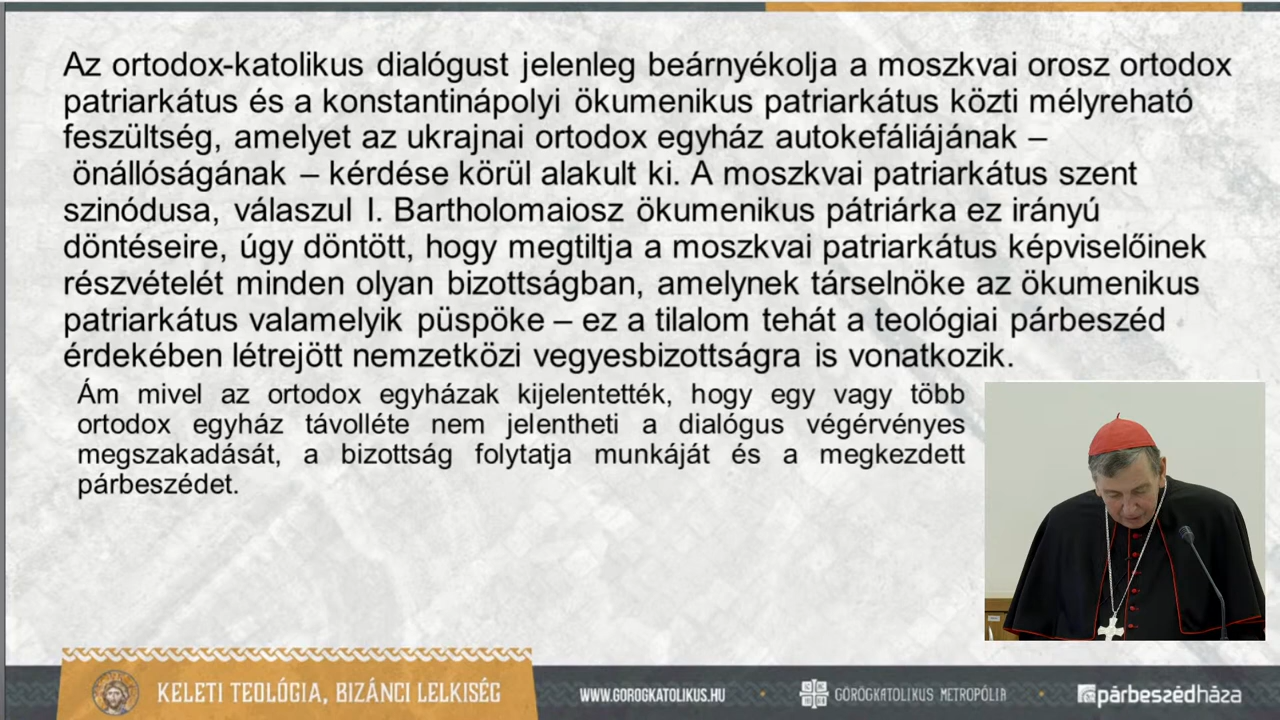 Az ortodox-katolikus dialógust jelenleg beárnyékolja a moszkvai orosz ortodox
patriarkátus és a konstantinápolyi ökumenikus patriarkátus közti mélyreható
feszültség, amelyet az ukrajnai ortodox egyház autokefáliájának –
önállóságának – kérdése körül alakult ki. A moszkvai patriarkátus szent
szinódusa, válaszul I. Bartholomaiosz ökumenikus pátriárka ez irányú
döntéseire, úgy döntött, hogy megtiltja a moszkvai patriarkátus képviselőinek
részvételét minden olyan bizottságban, amelynek társelnöke az ökumenikus
patriarkátus valamelyik püspöke – ez a tilalom tehát a teológiai párbeszéd
érdekében létrejött nemzetközi vegyesbizottságra is vonatkozik.
Ám mivel az ortodox egyházak kijelentették, hogy egy vagy több
ortodox egyház távolléte nem jelentheti a dialógus végérvényes
megszakadását, a bizottság folytatja munkáját és a megkezdett
párbeszédet.
KELETI TEOLÓGIA, BIZÁNCI LELKISÉG
WWW.GOROGKATOLIKUS.HU
GÖRÖGKATOLIKUS METROPÓLIA
párbeszédháza